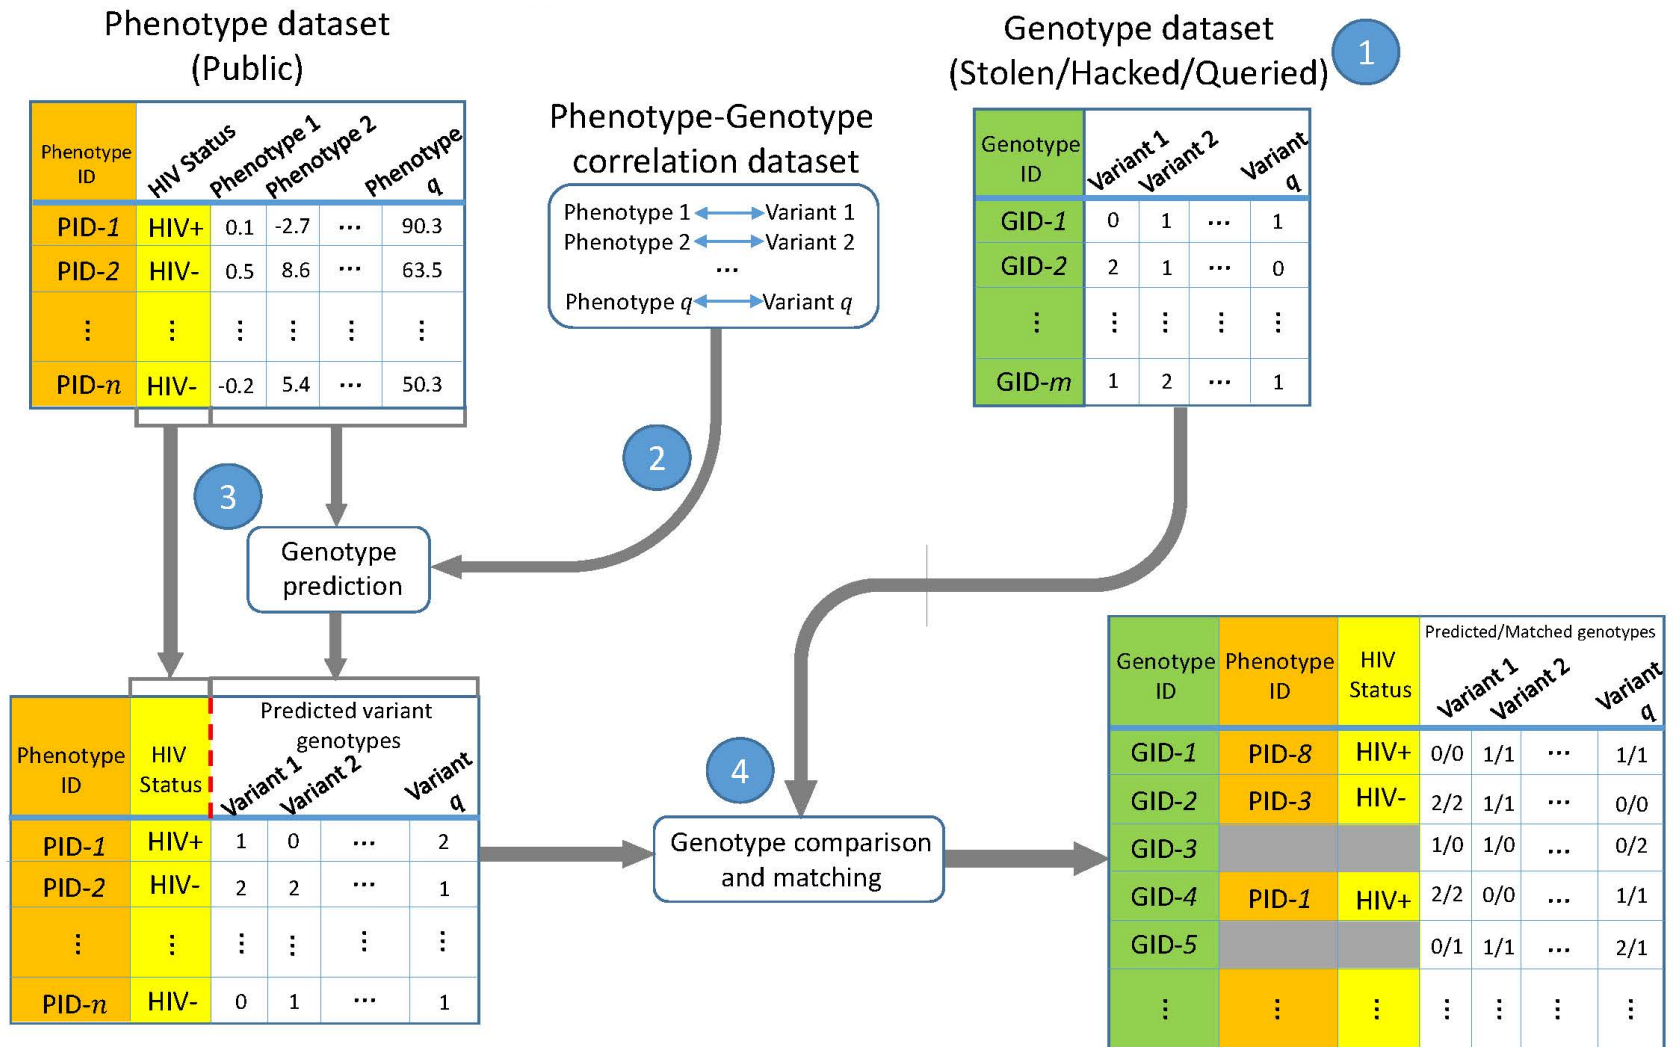 Phenotype dataset
(Public)
Phenotype ID HIV Status Phenotype 1 Phenotype 2 Phenotype q
PID-1 HIV+ 0.1 -2.7 ... 90.3
PID-2 HIV- 0.5 8.6 ... 63.5
⋮ ⋮ ⋮ ⋮ ⋮ ⋮
PID-n HIV- -0.2 5.4 ... 50.3
Phenotype-Genotype
correlation dataset
Phenotype 1 Variant 1
Phenotype 2 Variant 2
...
Phenotype q Variant q
Genotype dataset
(Stolen/Hacked/Queried)
1
Genotype ID Variant 1 Variant 2 Variant q
GID-1 0 1 ... 1
GID-2 2 1 ... 0
⋮ ⋮ ⋮ ⋮ ⋮
GID-m 1 2 ... 1
2
3
Genotype
prediction
Predicted variant
genotypes
Phenotype ID HIV Status Variant 1 Variant 2 Variant q
PID-1 HIV+ 1 0 ... 2
PID-2 HIV- 2 2 ... 1
⋮ ⋮ ⋮ ⋮ ⋮ ⋮
PID-n HIV- 0 1 ... 1
4
Genotype comparison
and matching
Predicted/Matched genotypes
Genotype ID Phenotype ID HIV Status Variant 1 Variant 2 Variant q
GID-1 PID-8 HIV+ 0/0 1/1 ... 1/1
GID-2 PID-3 HIV- 2/2 1/1 ... 0/0
GID-3 1/0 1/0 ... 0/2
GID-4 PID-1 HIV+ 2/2 0/0 ... 1/1
GID-5 0/1 1/1 ... 2/1
⋮ ⋮ ⋮ ⋮ ⋮ ⋮ ⋮